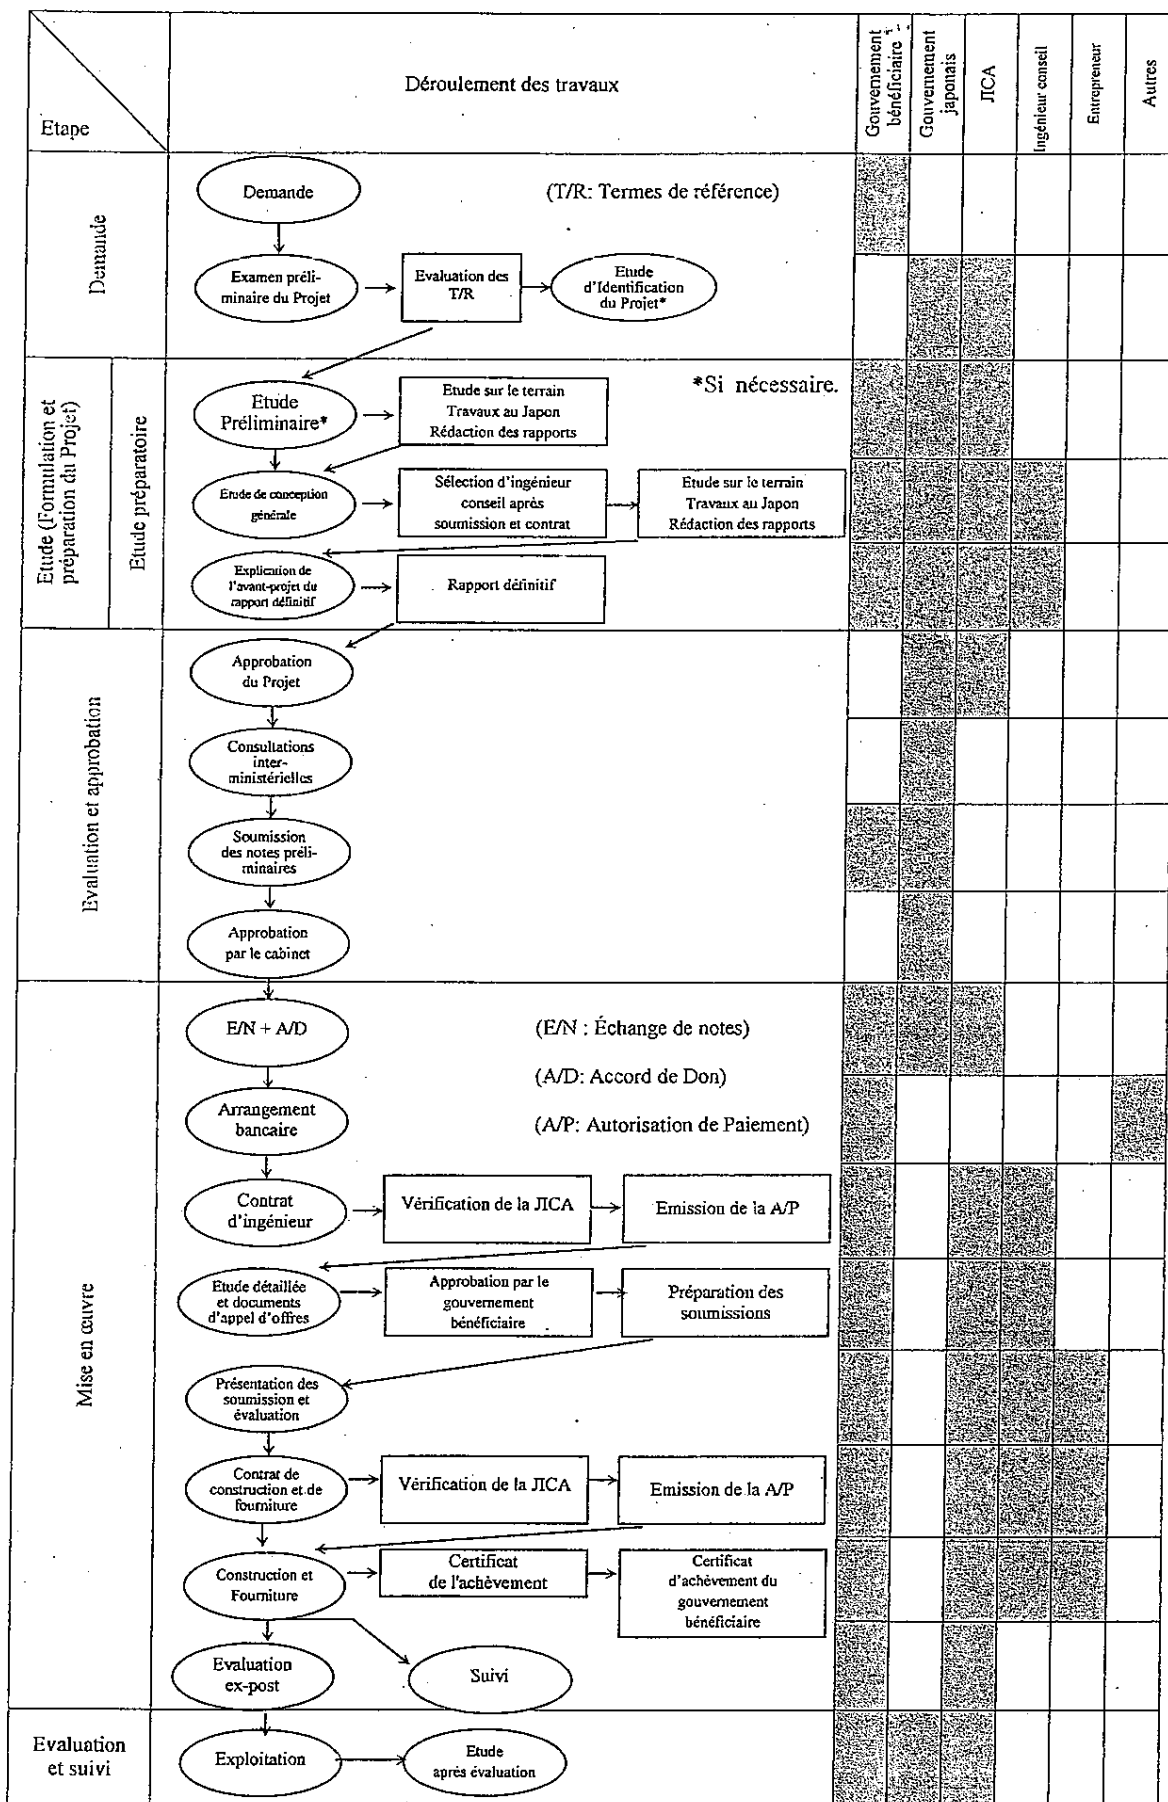 Etape
Déroulement des travaux
Gouvernement
bénéficiaire
Gouvernement
japonais
JICA
Ingénieur conseil
Entrepreneur
Autres
Demande
Demande
(T/R: Termes de référence)
Examen préli-
minaire du Projet
Evaluation des
T/R
Etude
d'Identification
du Projet*
Etude (Formulation et
préparation du Projet)
Etude préparatoire
*Si nécessaire.
Etude
Préliminaire*
Etude sur le terrain
Travaux au Japon
Rédaction des rapports
Etude de conception
générale
Sélection d'ingénieur
conseil après
soumission et contrat
Etude sur le terrain
Travaux au Japon
Rédaction des rapports
Explication de
l'avant-projet du
rapport définitif
Rapport définitif
Evaluation et approbation
Approbation
du Projet
Consultations
inter-
ministérielles
Soumission
des notes préli-
minaires
Approbation
par le cabinet
Mise en œuvre
E/N + A/D
(E/N : Échange de notes)
(A/D: Accord de Don)
Arrangement
bancaire
(A/P: Autorisation de Paiement)
Contrat
d'ingénieur
Vérification de la JICA
Emission de la A/P
Etude détaillée
et documents
d'appel d'offres
Approbation par le
gouvernement
bénéficiaire
Préparation des
soumissions
Présentation des
soumission et
évaluation
Contrat de
construction et de
fourniture
Vérification de la JICA
Emission de la A/P
Construction et
Fourniture
Certificat
de l'achèvement
Certificat
d'achèvement du
gouvernement
bénéficiaire
Evaluation
ex-post
Suivi
Evaluation
et suivi
Exploitation
Etude
après évaluation